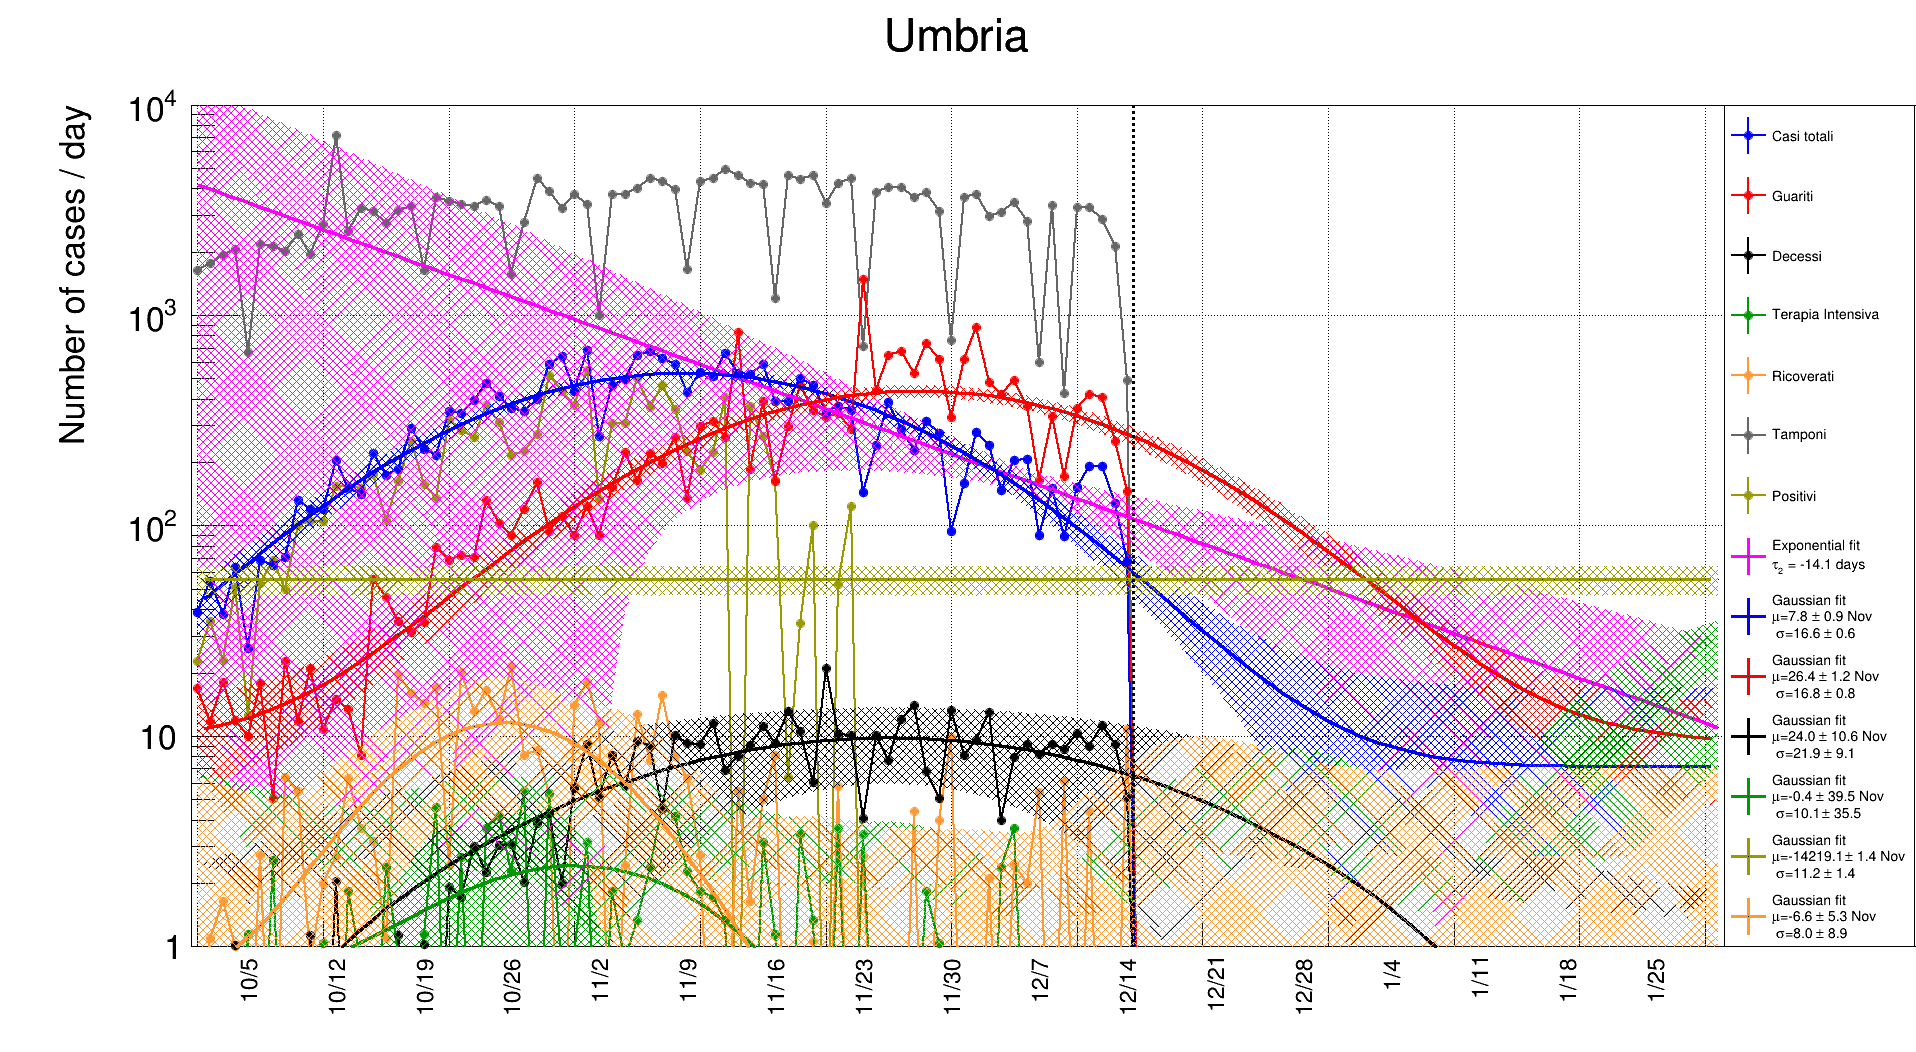 Umbria
Number of cases / day
10⁴
10³
10²
10
1
10/5
10/12
10/19
10/26
11/2
11/9
11/16
11/23
11/30
12/7
12/14
12/21
12/28
1/4
1/11
1/18
1/25
Casi totali
Guariti
Decessi
Terapia Intensiva
Ricoverati
Tamponi
Positivi
Exponential fit
τ₂ = -14.1 days
Gaussian fit
μ=7.8 ± 0.9 Nov
σ=16.6 ± 0.6
Gaussian fit
μ=26.4 ± 1.2 Nov
σ=16.8 ± 0.8
Gaussian fit
μ=24.0 ± 10.6 Nov
σ=21.9 ± 9.1
Gaussian fit
μ=-0.4 ± 39.5 Nov
σ=10.1 ± 35.5
Gaussian fit
μ=-14219.1 ± 1.4 Nov
σ=11.2 ± 1.4
Gaussian fit
μ=-6.6 ± 5.3 Nov
σ=8.0 ± 8.9